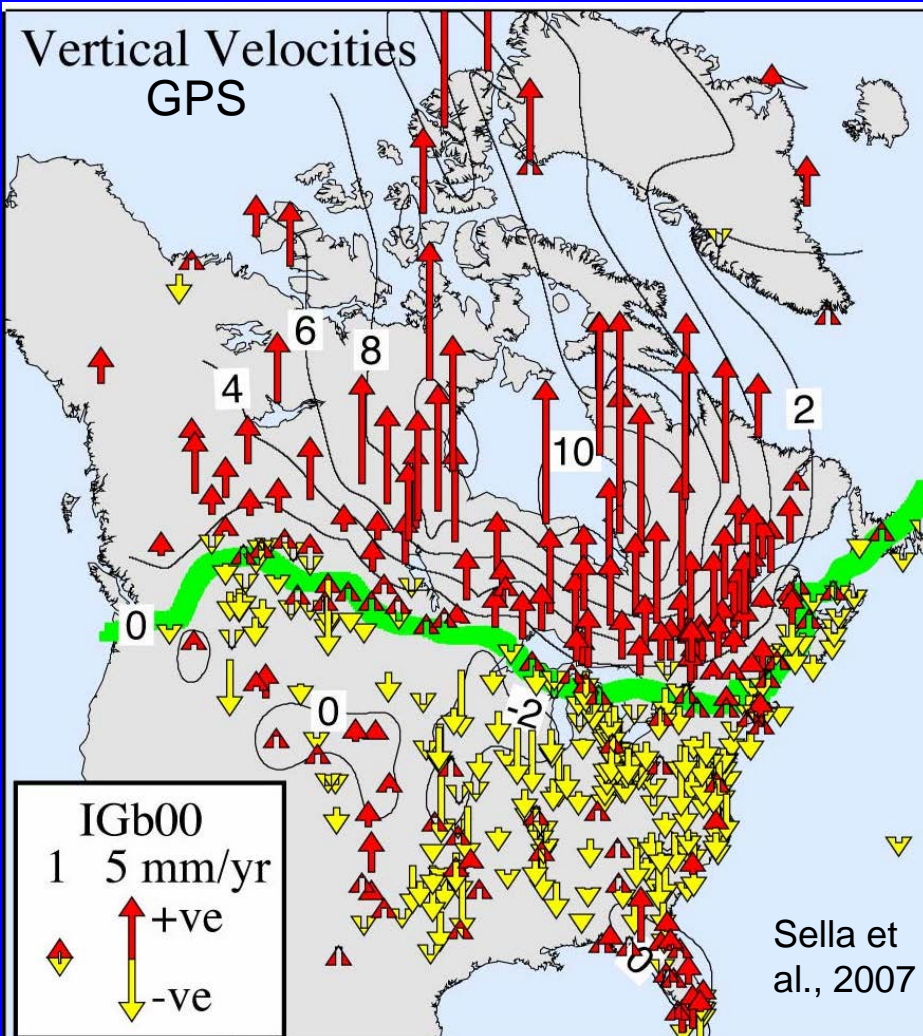 Vertical Velocities
GPS
6
8
4
2
10
0
0
-2
0
IGb00
1 5 mm/yr
+ve
-ve
Sella et
al., 2007